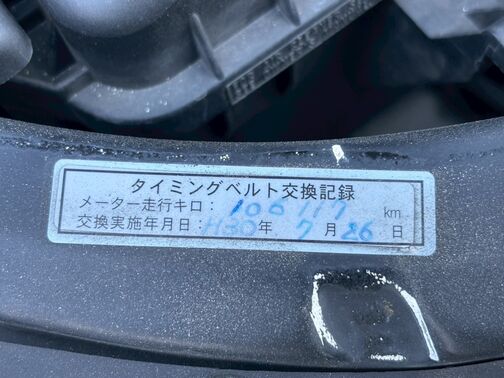 タイミングベルト交換記録
メーター走行キロ：106717 km
交換実施年月日：H30年 7月26日